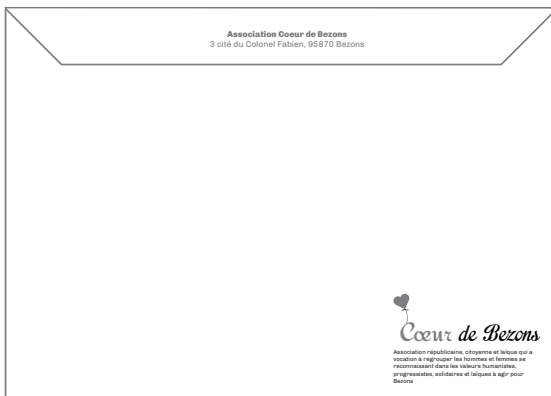 Association Coeur de Bezons
3 cité du Colonel Fabien, 95870 Bezons
Cœur de Bezons
Association républicaine, citoyenne et laïque qui a
vocation à regrouper les hommes et femmes se
reconnaissant dans les valeurs humanistes,
progressistes, solidaires et laïques à agir pour
Bezons